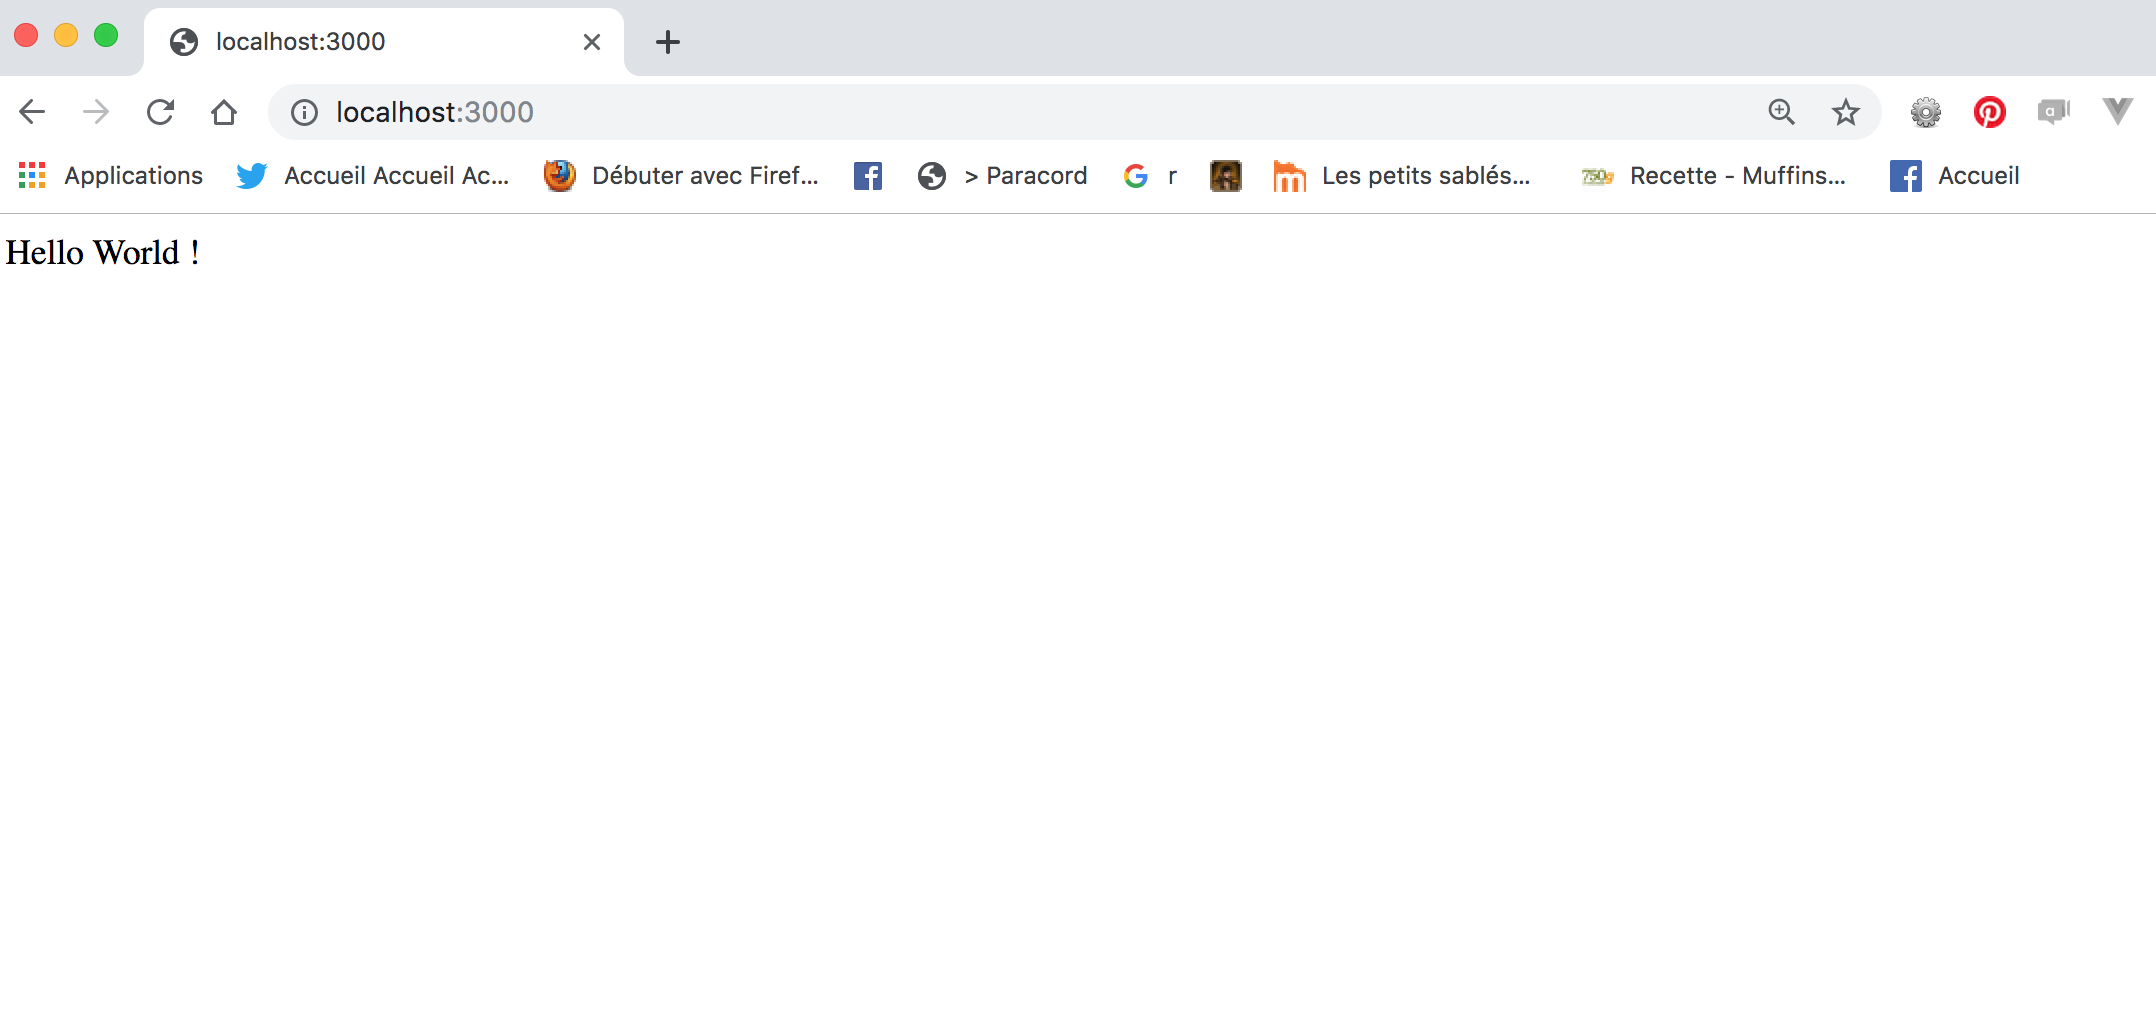 localhost:3000
localhost:3000
Applications Accueil Accueil Ac... Débuter avec Firef... > Paracord r Les petits sablés... Recette - Muffins... Accueil
Hello World !